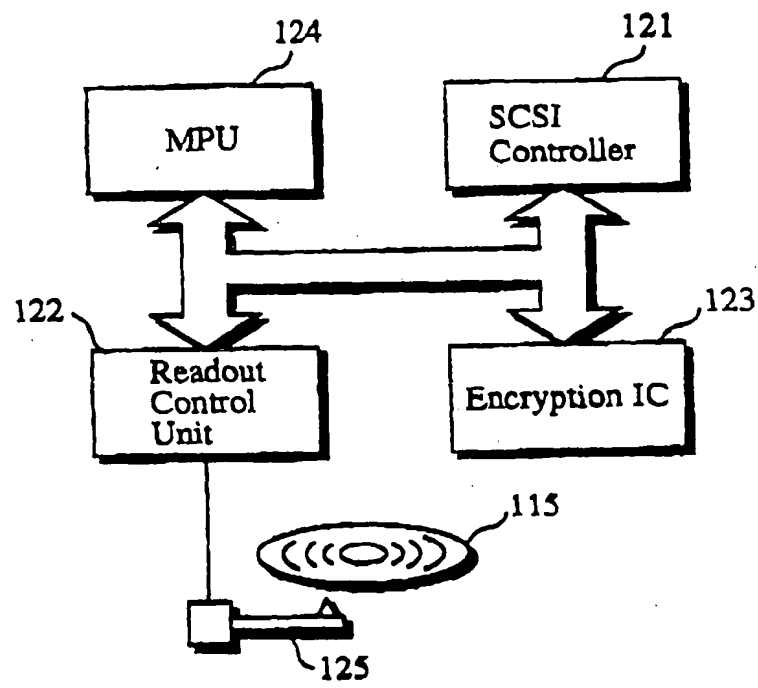 124
121
MPU
SCSI
Controller
122
123
Readout
Control
Unit
Encryption IC
115
125